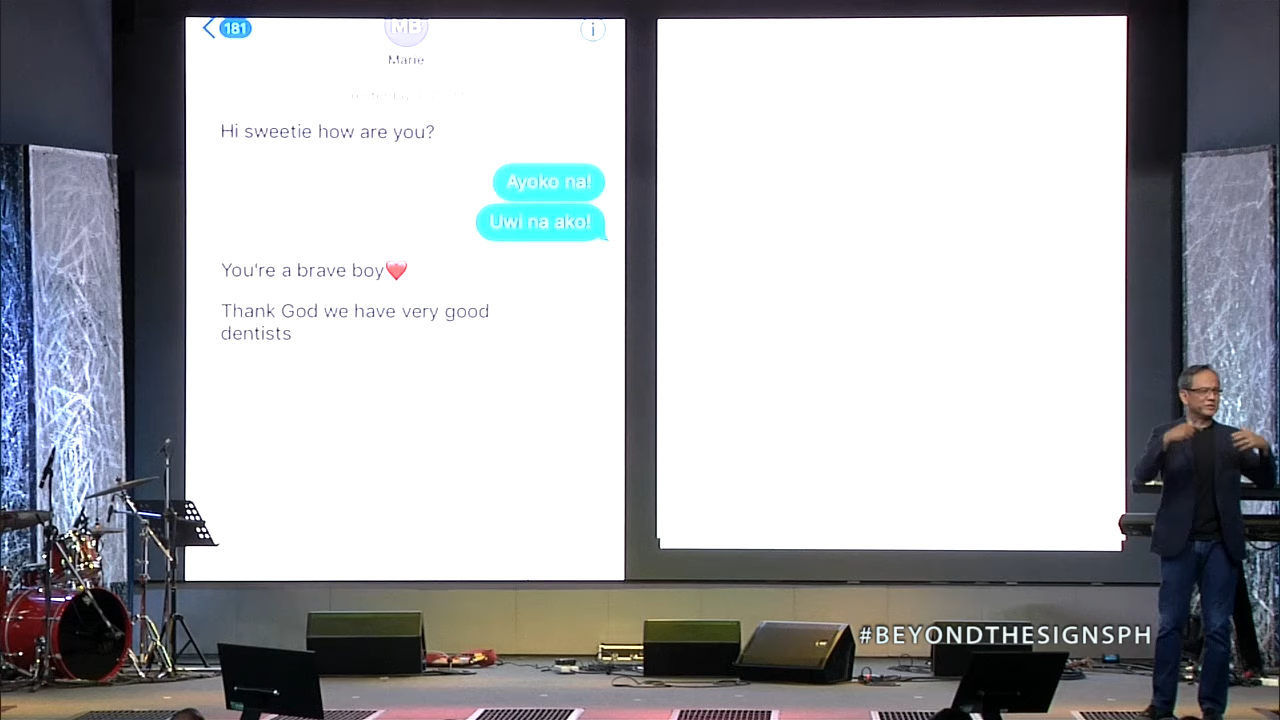 181
MB
Marie
Hi sweetie how are you?
Ayoko na!
Uwi na ako!
You're a brave boy❤️
Thank God we have very good
dentists
#BEYONDTHESIGNSPH